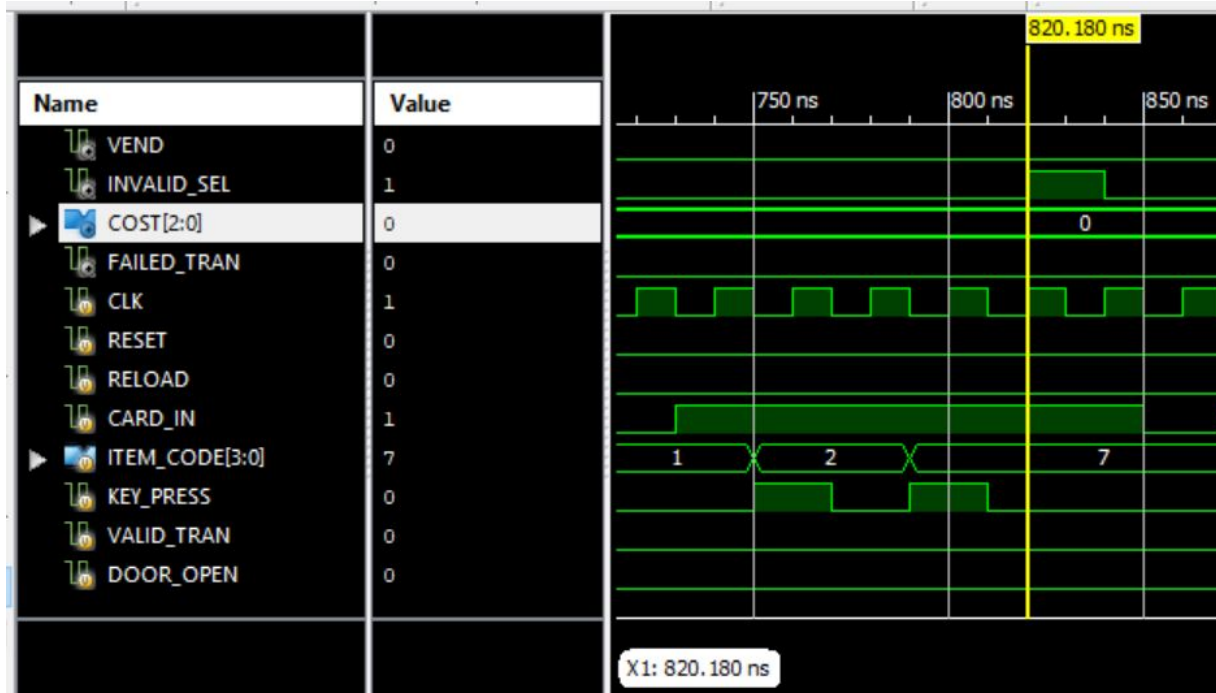 820.180 ns
Name Value
750 ns 800 ns 850 ns
VEND 0
INVALID_SEL 1
COST[2:0] 0 0
FAILED_TRAN 0
CLK 1
RESET 0
RELOAD 0
CARD_IN 1
ITEM_CODE[3:0] 7 1 2 7
KEY_PRESS 0
VALID_TRAN 0
DOOR_OPEN 0
X1: 820.180 ns